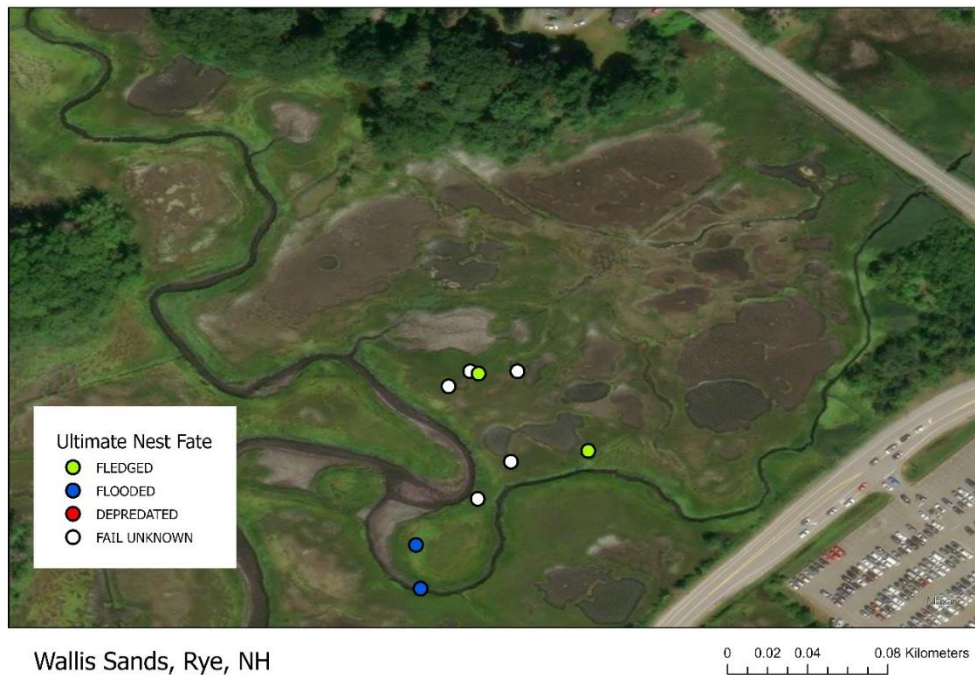 Ultimate Nest Fate
FLEDGED
FLOODED
DEPREDATED
FAIL UNKNOWN
Wallis Sands, Rye, NH
0 0.02 0.04 0.08 Kilometers